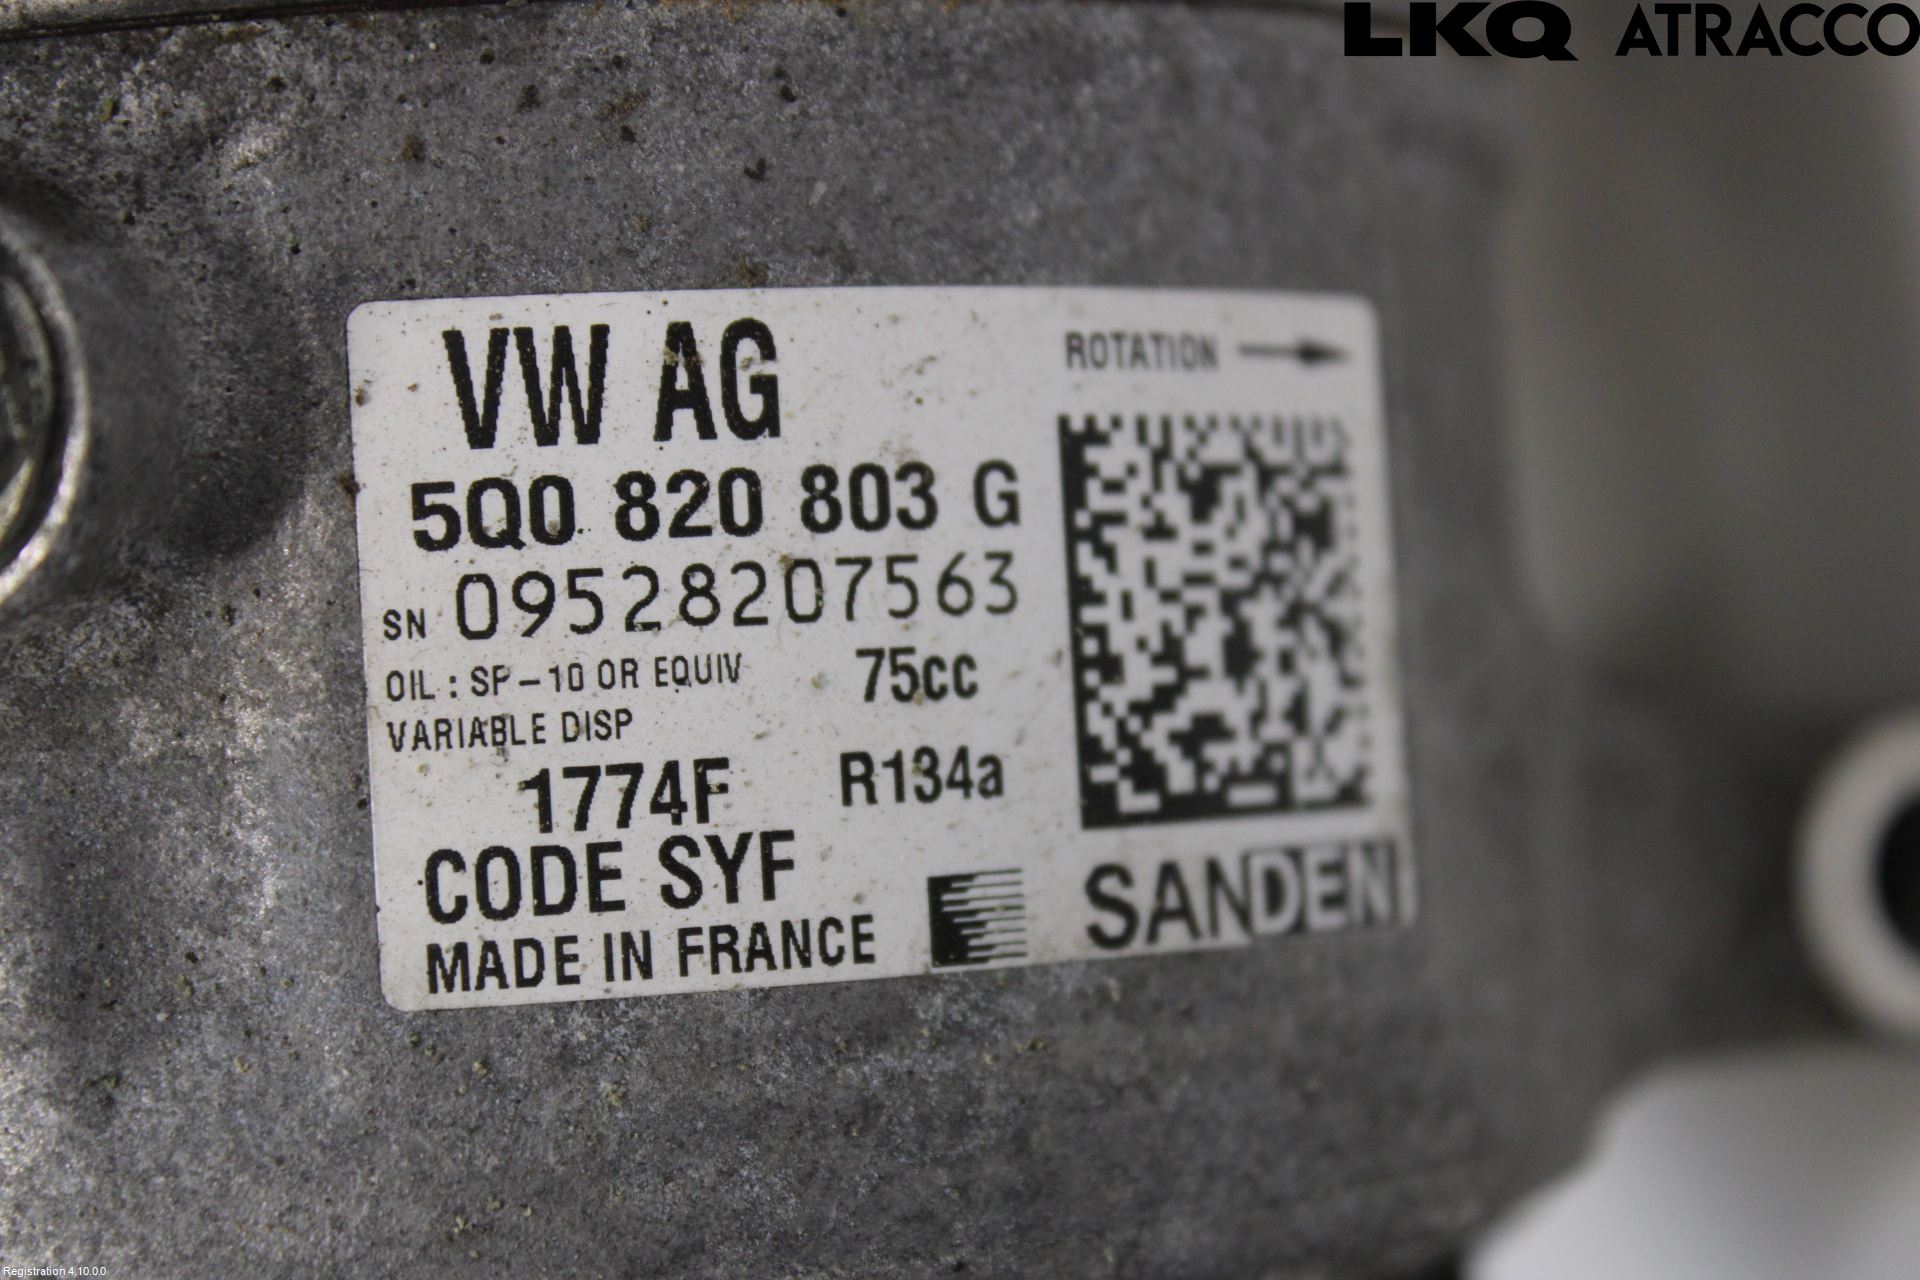 LKQ ATRACCO
VW AG
ROTATION
5Q0 820 803 G
SN 09528207563
OIL : SP-10 OR EQUIV 75cc
VARIABLE DISP
1774F R134a
CODE SYF
MADE IN FRANCE
SANDEN
Registration 4.10.0.0